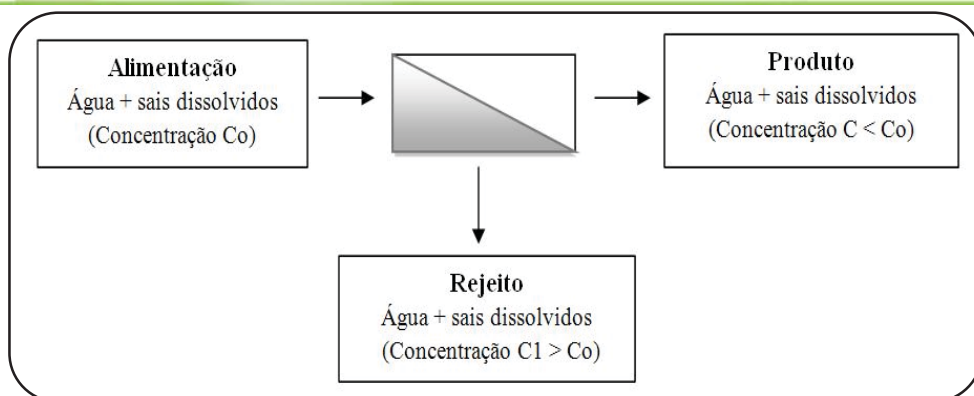 Alimentação
Água + sais dissolvidos
(Concentração Co)
Produto
Água + sais dissolvidos
(Concentração C < Co)
Rejeito
Água + sais dissolvidos
(Concentração C1 > Co)